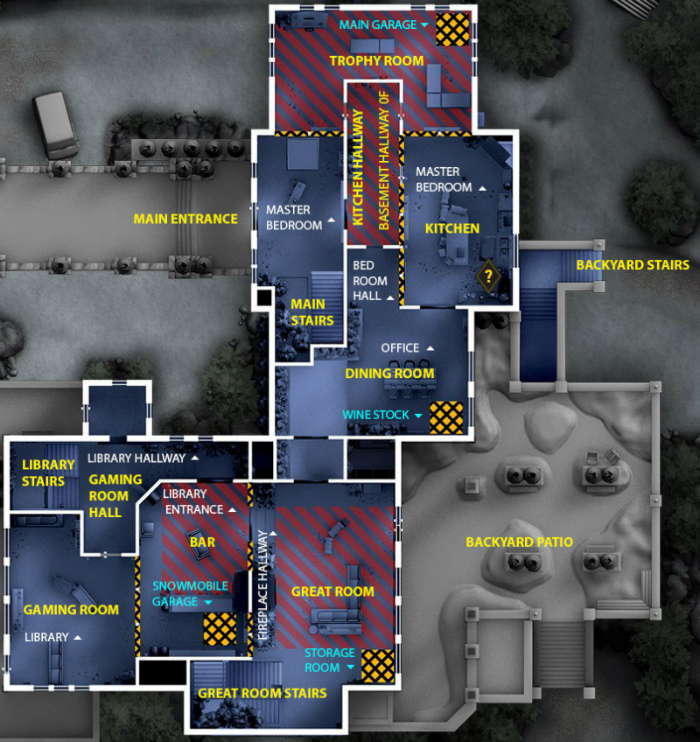 MAIN GARAGE
TROPHY ROOM
KITCHEN HALLWAY
BASEMENT HALLWAY 0F
MASTER
BEDROOM
MAIN ENTRANCE
MASTER
BEDROOM
KITCHEN
BED
ROOM
HALL
?
BACKYARD STAIRS
MAIN
STAIRS
OFFICE
DINING ROOM
WINE STOCK
LIBRARY
STAIRS
LIBRARY HALLWAY
GAMING
ROOM
HALL
LIBRARY
ENTRANCE
BAR
SNOWMOBILE
GARAGE
FIREPLACE HALLWAY
GREAT ROOM
BACKYARD PATIO
GAMING ROOM
LIBRARY
STORAGE
ROOM
GREAT ROOM STAIRS